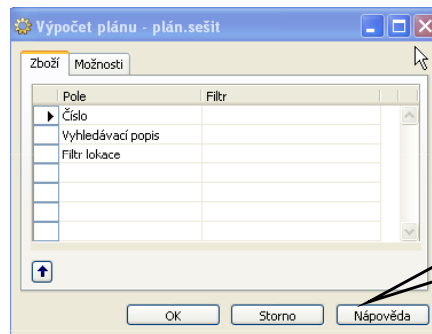 Výpočet plánu - plán.sešit
Zboží Možnosti
Pole Filtr
Číslo
Vyhledávací popis
Filtr lokace
OK Storno Nápověda